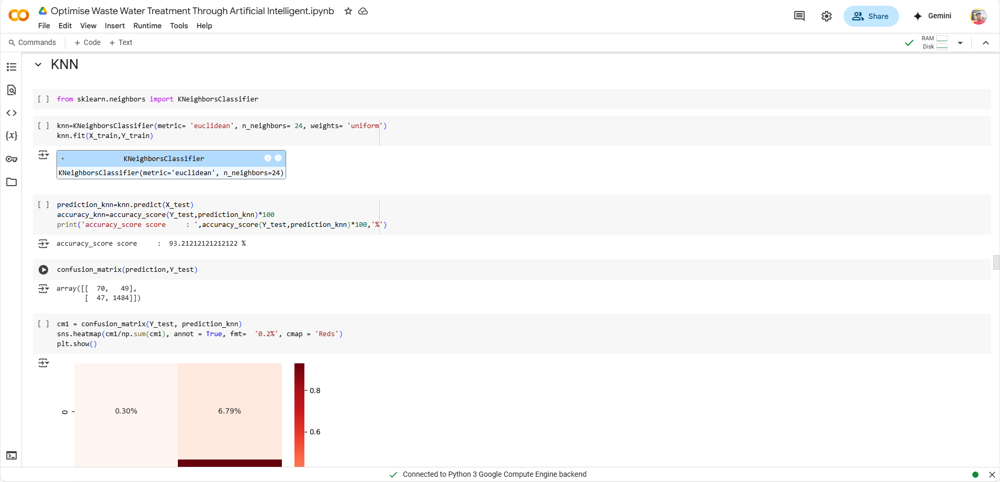 Optimise Waste Water Treatment Through Artificial Intelligent.ipynb
File Edit View Insert Runtime Tools Help
Share
Gemini
Commands + Code + Text
RAM
Disk
KNN
[ ] from sklearn.neighbors import KNeighborsClassifier
[ ] knn=KNeighborsClassifier(metric= 'euclidean', n_neighbors= 24, weights= 'uniform')
knn.fit(X_train,Y_train)
KNeighborsClassifier
KNeighborsClassifier(metric='euclidean', n_neighbors=24)
[ ] prediction_knn=knn.predict(X_test)
accuracy_knn=accuracy_score(Y_test,prediction_knn)*100
print('accuracy_score score     : ',accuracy_score(Y_test,prediction_knn)*100,'%')
accuracy_score score     :  93.21212121212122 %
confusion_matrix(prediction,Y_test)
array([[  70,   49],
       [  47, 1484]])
[ ] cm1 = confusion_matrix(Y_test, prediction_knn)
sns.heatmap(cm1/np.sum(cm1), annot = True, fmt=  '0.2%', cmap = 'Reds')
plt.show()
0.8
0 0.30% 6.79%
0.6
Connected to Python 3 Google Compute Engine backend